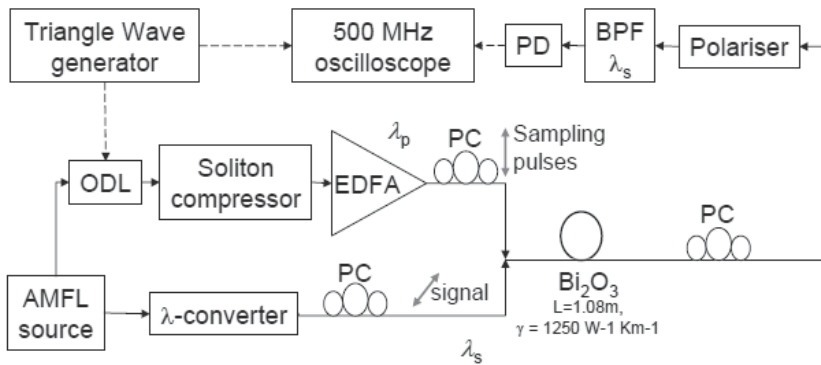 Triangle Wave
generator
500 MHz
oscilloscope
PD
BPF
λs
Polariser
ODL
Soliton
compressor
EDFA
λp
PC
Sampling
pulses
PC
Bi2O3
L=1.08m,
γ = 1250 W-1 Km-1
AMFL
source
λ-converter
PC
signal
λs